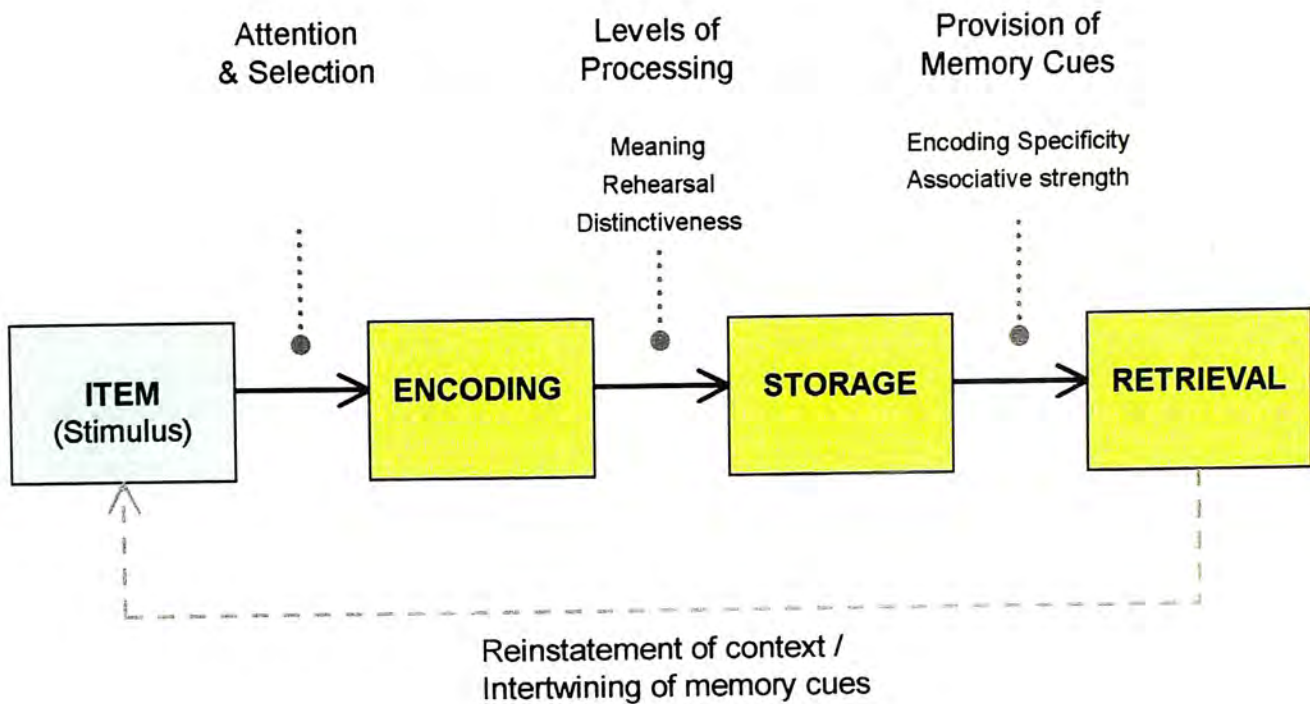 Attention
& Selection
Levels of
Processing
Meaning
Rehearsal
Distinctiveness
Provision of
Memory Cues
Encoding Specificity
Associative strength
ITEM
(Stimulus)
ENCODING
STORAGE
RETRIEVAL
Reinstatement of context /
Intertwining of memory cues